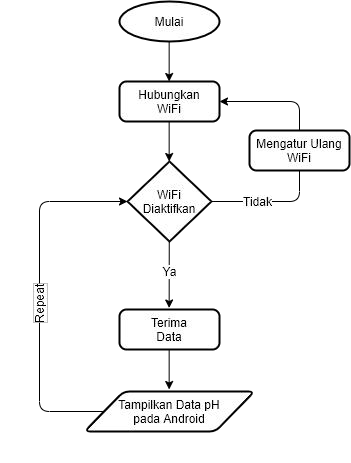 Mulai
Hubungkan
WiFi
Mengatur Ulang
WiFi
WiFi
Diaktifkan
Tidak
Ya
Repeat
Terima
Data
Tampilkan Data pH
pada Android